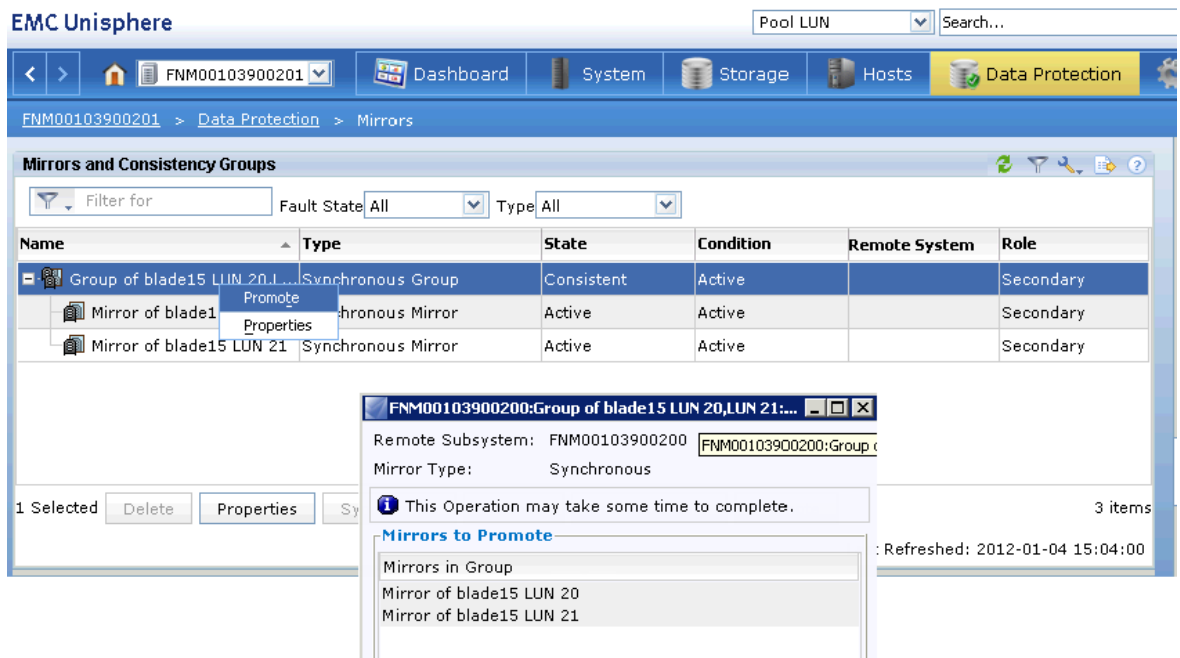 EMC Unisphere
Pool LUN Search...
FNM00103900201 Dashboard System Storage Hosts Data Protection
FNM00103900201 > Data Protection > Mirrors
Mirrors and Consistency Groups
Filter for Fault State All Type All
Name Type State Condition Remote System Role
Group of blade15 LUN 20,L... Synchronous Group Consistent Active Secondary
Promote
Mirror of blade1 hronous Mirror Active Active Secondary
Properties
Mirror of blade15 LUN 21 Synchronous Mirror Active Active Secondary
FNM00103900200:Group of blade15 LUN 20,LUN 21:...
Remote Subsystem: FNM00103900200 FNM00103900200:Group
Mirror Type: Synchronous
1 Selected Delete Properties Sy
This Operation may take some time to complete.
3 items
Mirrors to Promote
: Refreshed: 2012-01-04 15:04:00
Mirrors in Group
Mirror of blade15 LUN 20
Mirror of blade15 LUN 21